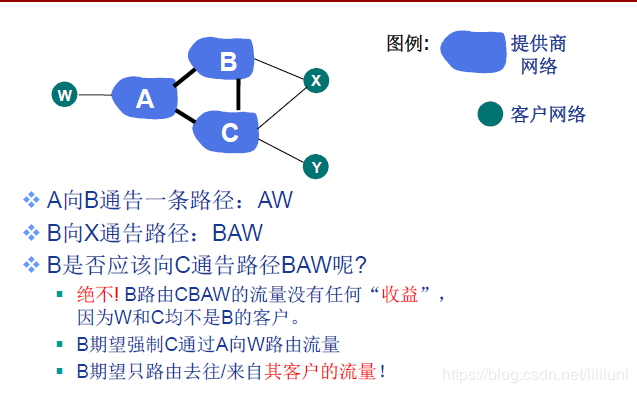 图例:
提供商
网络
客户网络
W
A
B
C
X
Y
A向B通告一条路径：AW
B向X通告路径：BAW
B是否应该向C通告路径BAW呢?
绝不! B路由CBAW的流量没有任何“收益”，
因为W和C均不是B的客户。
B期望强制C通过A向W路由流量
B期望只路由去往/来自其客户的流量！
https://blog.csdn.net/lililuni